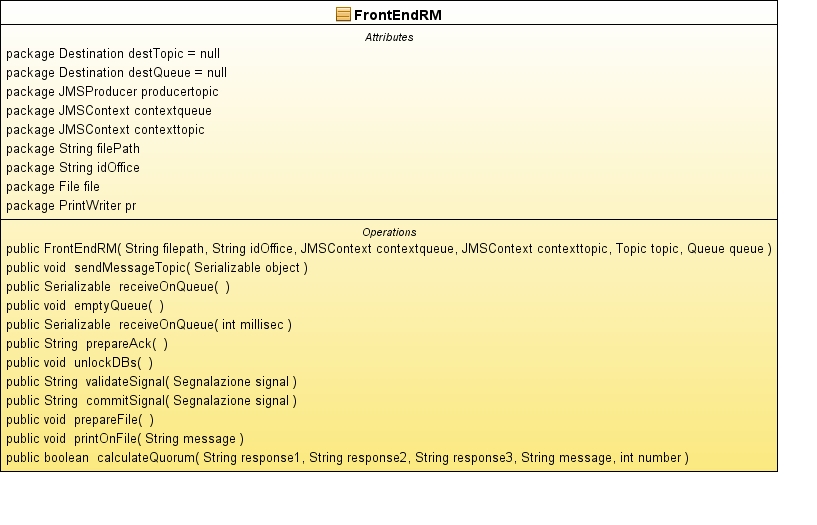 FrontEndRM
Attributes
package Destination destTopic = null
package Destination destQueue = null
package JMSProducer producertopic
package JMSContext contextqueue
package JMSContext contexttopic
package String filePath
package String idOffice
package File file
package PrintWriter pr
Operations
public FrontEndRM( String filepath, String idOffice, JMSContext contextqueue, JMSContext contexttopic, Topic topic, Queue queue )
public void sendMessageTopic( Serializable object )
public Serializable receiveOnQueue( )
public void emptyQueue( )
public Serializable receiveOnQueue( int millisec )
public String prepareAck( )
public void unlockDBs( )
public String validateSignal( Segnalazione signal )
public String commitSignal( Segnalazione signal )
public void prepareFile( )
public void printOnFile( String message )
public boolean calculateQuorum( String response1, String response2, String response3, String message, int number )